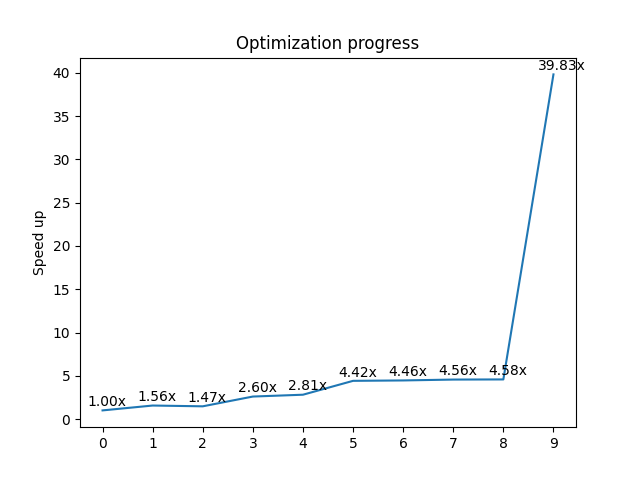 Optimization progress
Speed up
40
35
30
25
20
15
10
5
0
1.00x
1.56x
1.47x
2.60x
2.81x
4.42x
4.46x
4.56x
4.58x
39.83x
0 1 2 3 4 5 6 7 8 9